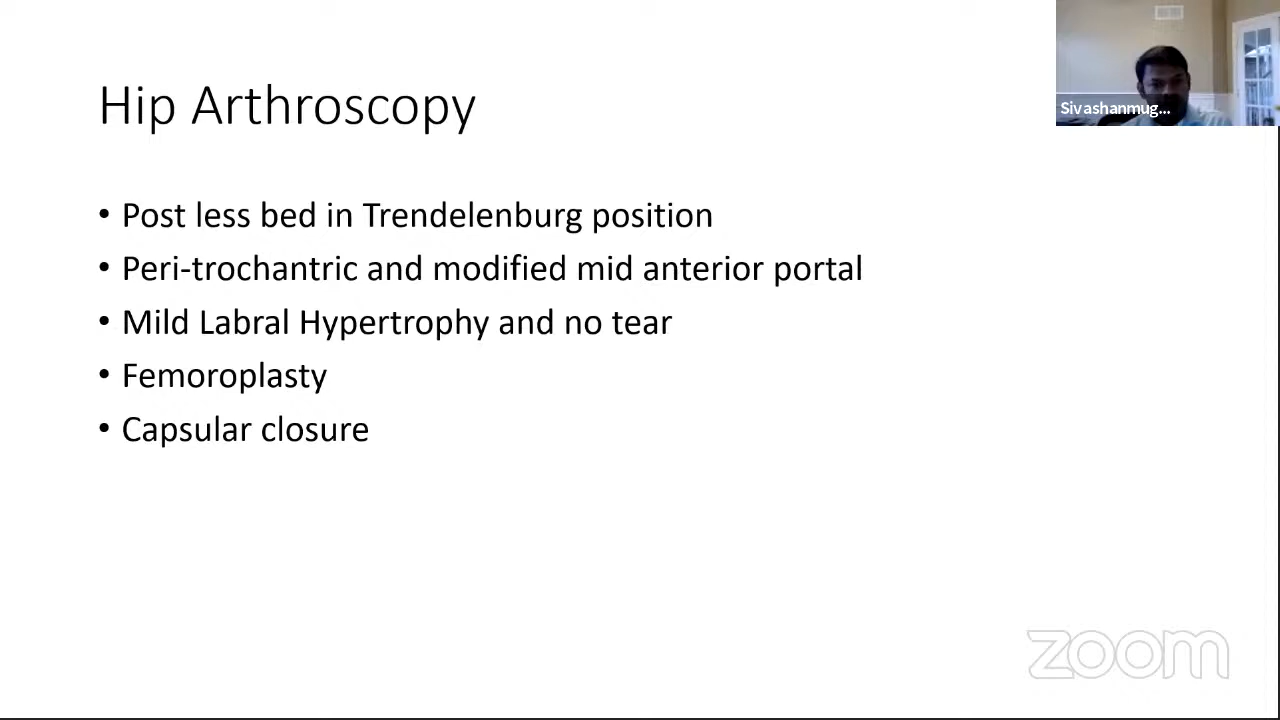 Hip Arthroscopy
Sivashanmug...
• Post less bed in Trendelenburg position
• Peri-trochantric and modified mid anterior portal
• Mild Labral Hypertrophy and no tear
• Femoroplasty
• Capsular closure
zoom